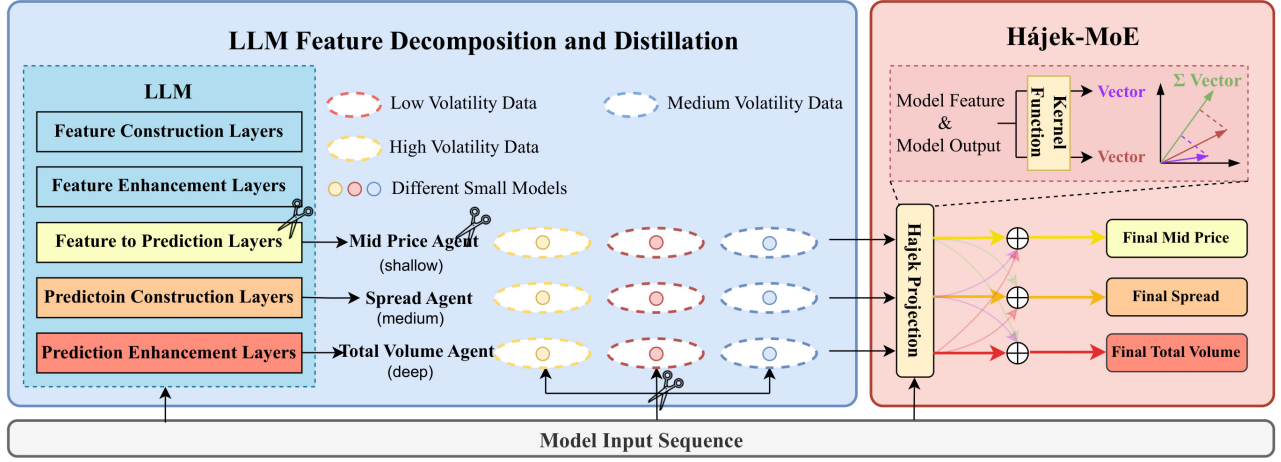 LLM Feature Decomposition and Distillation
LLM
Feature Construction Layers
Feature Enhancement Layers
Feature to Prediction Layers
Predictoin Construction Layers
Prediction Enhancement Layers
Low Volatility Data
Medium Volatility Data
High Volatility Data
Different Small Models
Mid Price Agent
(shallow)
Spread Agent
(medium)
Total Volume Agent
(deep)
Hájek-MoE
Model Feature
&
Model Output
Kernel
Function
Vector
Vector
Σ Vector
Hajek Projection
Final Mid Price
Final Spread
Final Total Volume
Model Input Sequence